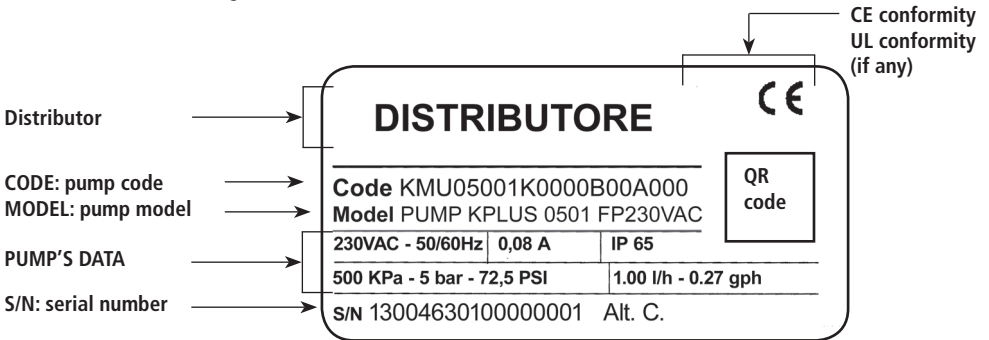 CE conformity
UL conformity
(if any)
Distributor
DISTRIBUTORE
CE
CODE: pump code
MODEL: pump model
Code KMU05001K0000B00A000
Model PUMP KPLUS 0501 FP230VAC
QR
code
PUMP'S DATA
230VAC - 50/60Hz 0,08 A IP 65
500 KPa - 5 bar - 72,5 PSI 1.00 l/h - 0.27 gph
S/N: serial number
S/N 13004630100000001 Alt. C.